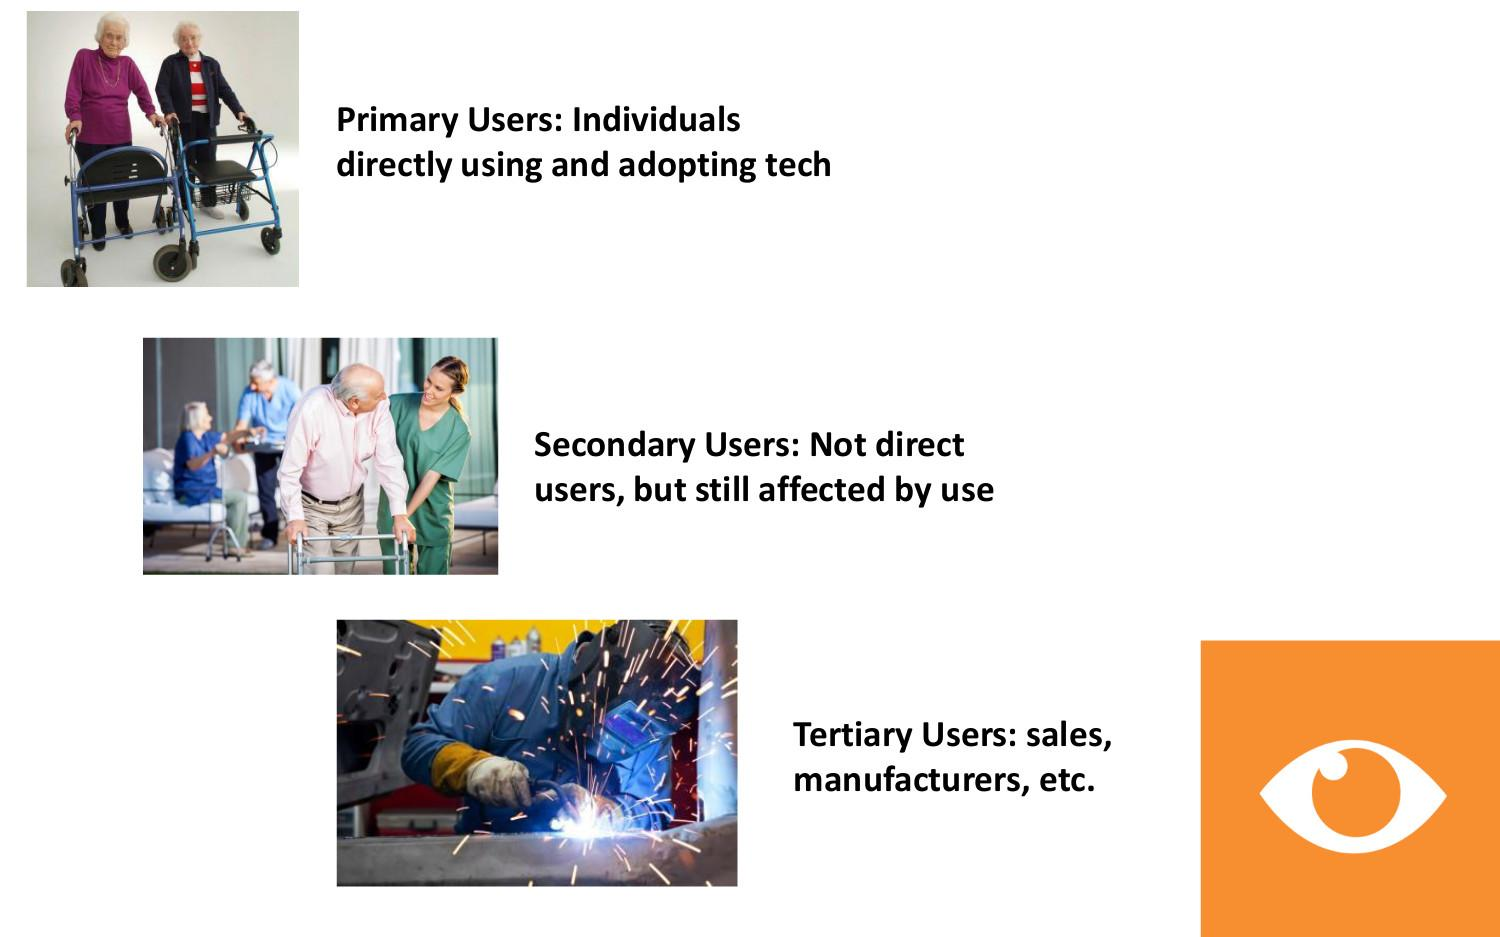 Primary Users: Individuals
directly using and adopting tech
Secondary Users: Not direct
users, but still affected by use
Tertiary Users: sales,
manufacturers, etc.